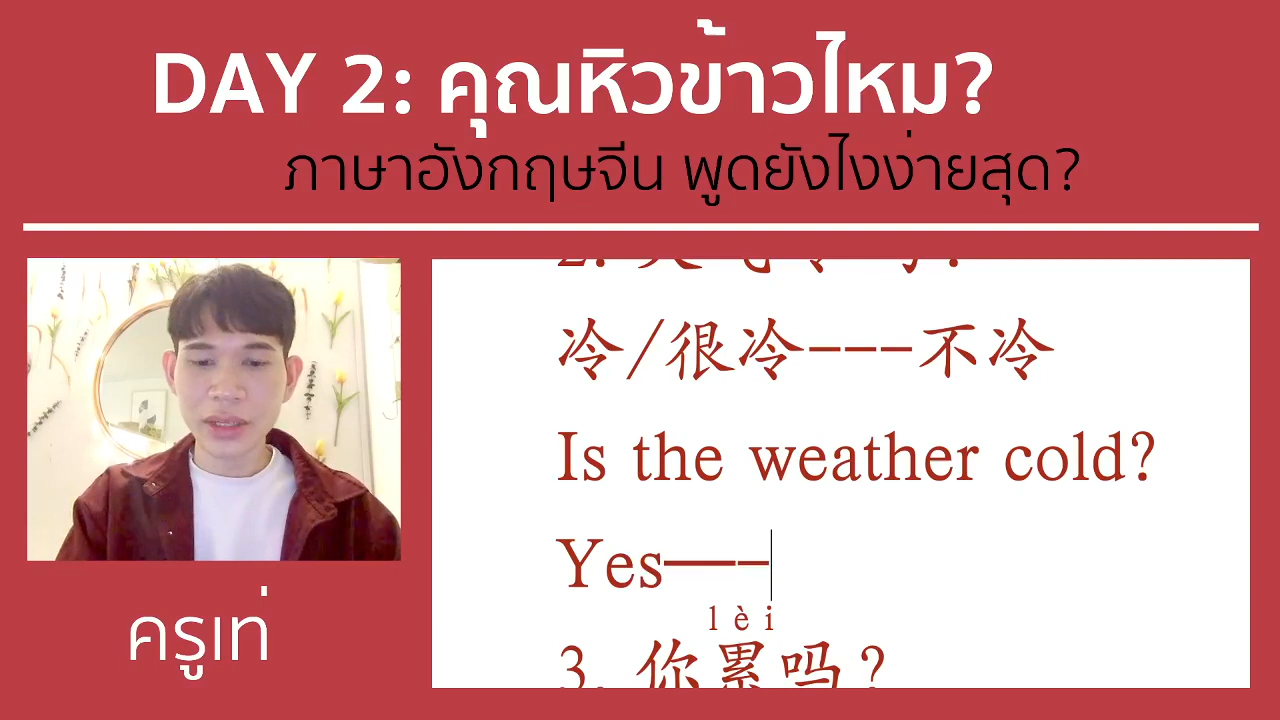 DAY 2: คุณหิวข้าวไหม?
ภาษาอังกฤษจีน พูดยังไงง่ายสุด?
冷/很冷---不冷
Is the weather cold?
Yes—-
lèi
3. 你累吗?
ครูเท่